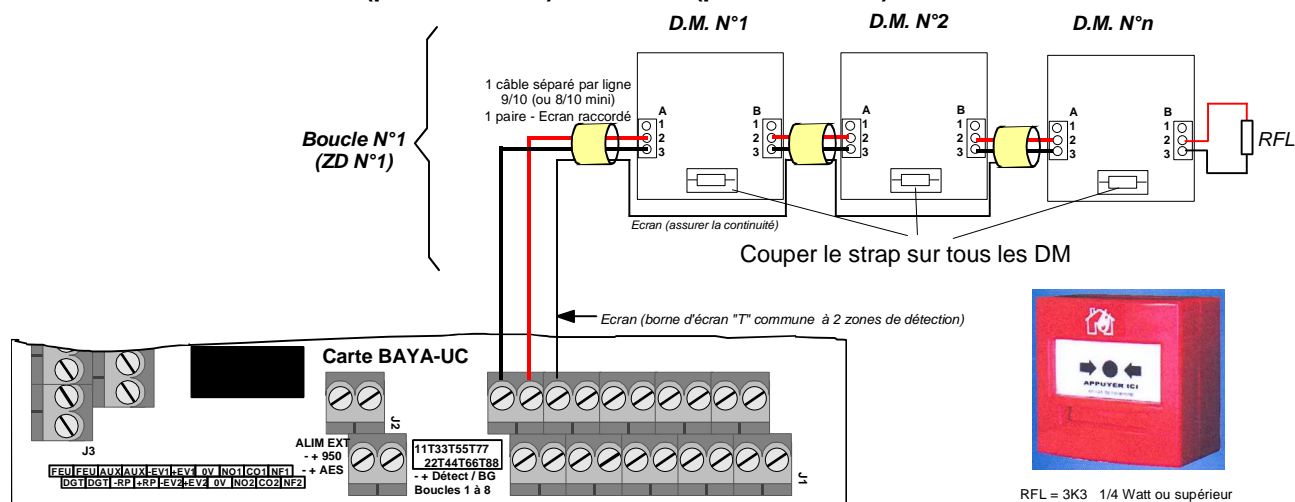 D.M. N°1
D.M. N°2
D.M. N°n
1 câble séparé par ligne
9/10 (ou 8/10 mini)
1 paire - Ecran raccordé
Boucle N°1
(ZD N°1)
A
1
2
3
B
1
2
3
A
1
2
3
B
1
2
3
A
1
2
3
B
1
2
3
RFL
Ecran (assurer la continuité)
Couper le strap sur tous les DM
Ecran (borne d'écran "T" commune à 2 zones de détection)
Carte BAYA-UC
APPUYER ICI
J3
J2
J1
ALIM EXT
- + 950
- + AES
11T33T55T77
22T44T66T88
- + Détect / BG
Boucles 1 à 8
FEU FEU AUX AUX -EV1 +EV1 0V NO1 CO1 NF1
DGT DGT -RP +RP -EV2 +EV2 0V NO2 CO2 NF2
RFL = 3K3 1/4 Watt ou supérieur